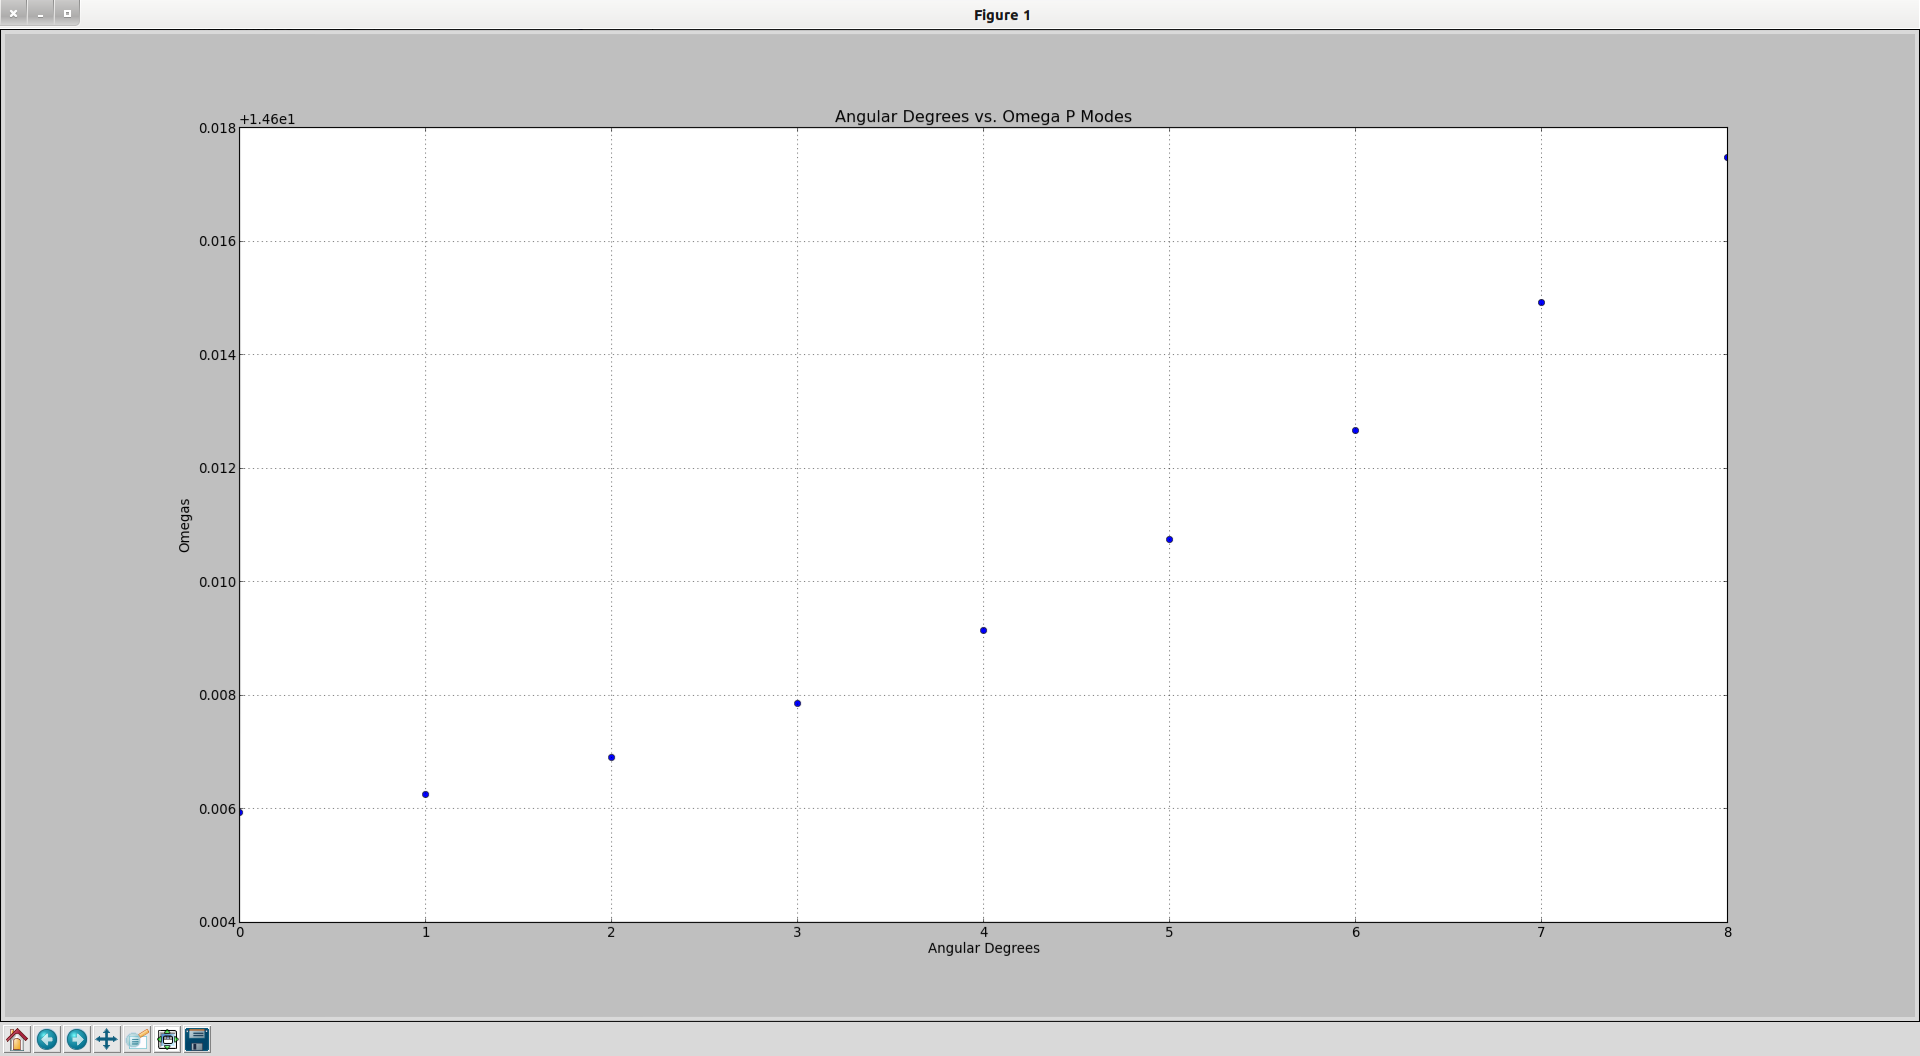 Figure 1
Angular Degrees vs. Omega P Modes
+1.46e1
0.018
0.016
0.014
0.012
0.010
0.008
0.006
0.004
Omegas
0 1 2 3 4 5 6 7 8
Angular Degrees